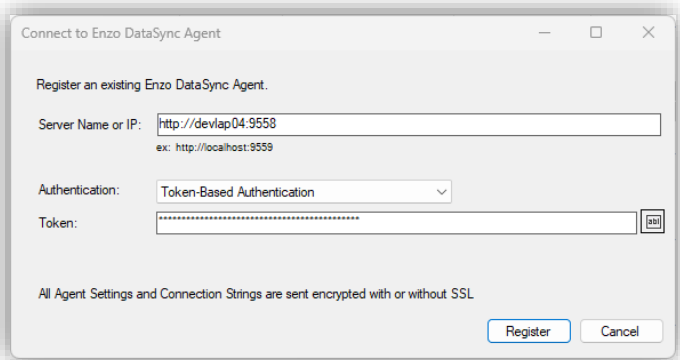 Connect to Enzo DataSync Agent
Register an existing Enzo DataSync Agent.
Server Name or IP: http://devlap04:9558
ex: http://localhost:9559
Authentication: Token-Based Authentication
Token: **********************************************
abl
All Agent Settings and Connection Strings are sent encrypted with or without SSL
Register Cancel